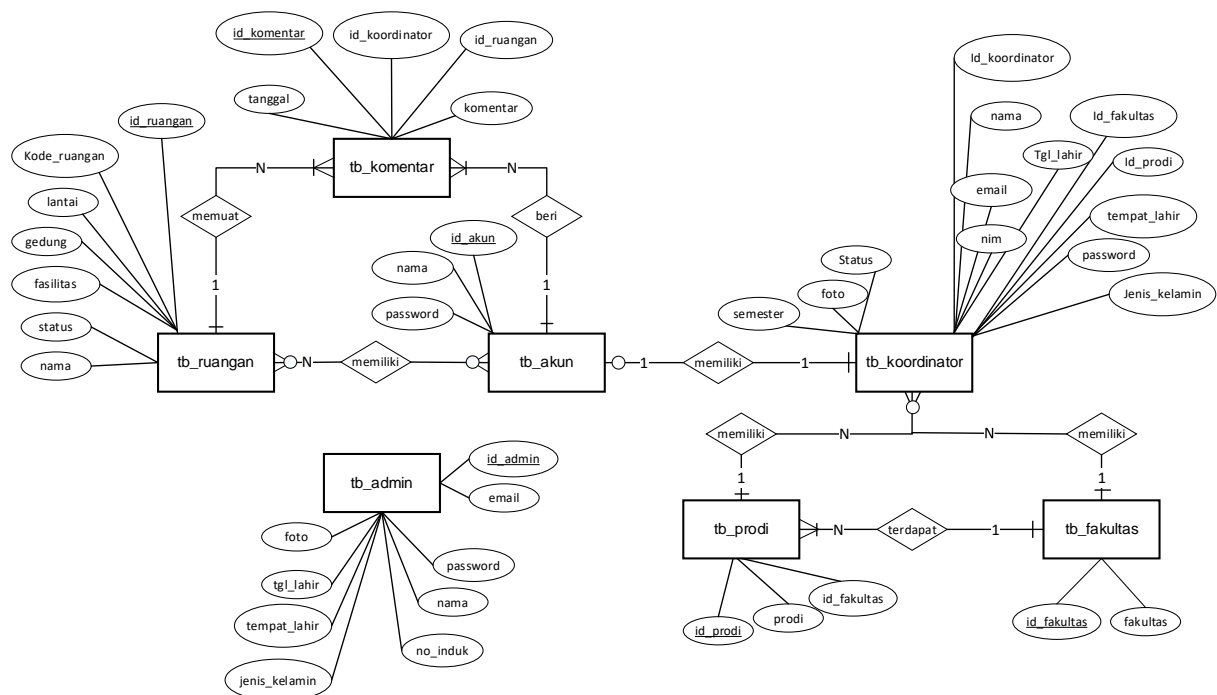 id_komentar
id_koordinator
id_ruangan
tanggal
komentar
tb_komentar
N
N
memuat
beri
1
1
id_ruangan
Kode_ruangan
lantai
gedung
fasilitas
status
nama
tb_ruangan
N
memiliki
id_akun
nama
password
tb_akun
1
memiliki
1
Id_koordinator
nama
Id_fakultas
Tgl_lahir
Id_prodi
email
tempat_lahir
nim
password
Status
foto
Jenis_kelamin
semester
tb_koordinator
memiliki
N
N
memiliki
1
1
tb_prodi
N
terdapat
1
tb_fakultas
id_fakultas
prodi
id_prodi
id_fakultas
fakultas
tb_admin
id_admin
email
foto
password
tgl_lahir
nama
tempat_lahir
no_induk
jenis_kelamin